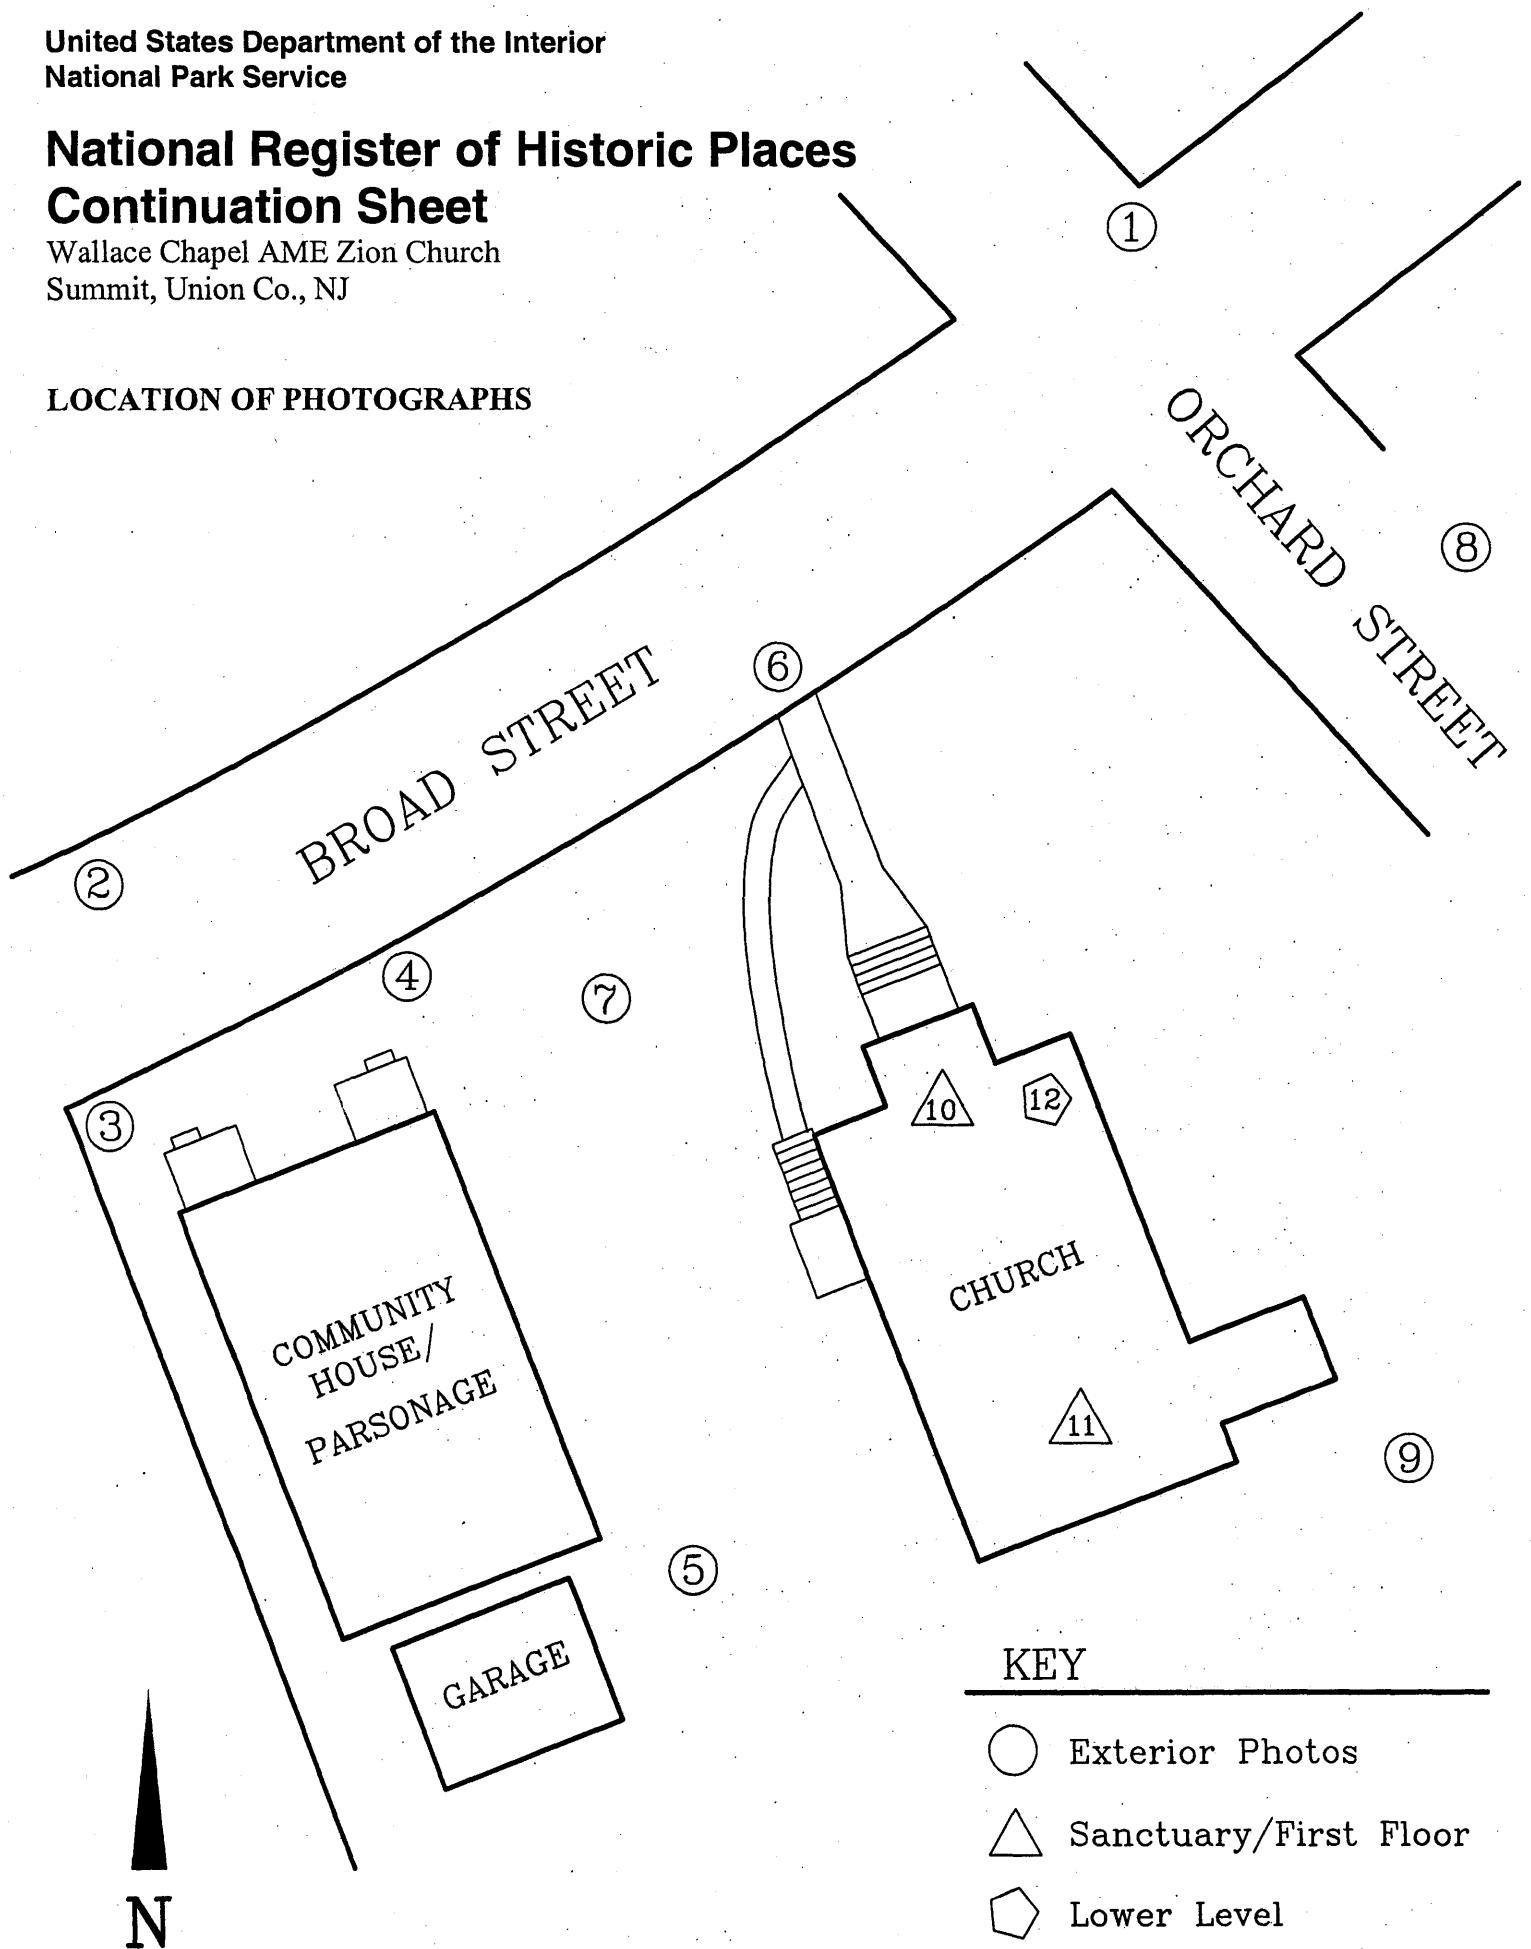 United States Department of the Interior
National Park Service
National Register of Historic Places
Continuation Sheet
Wallace Chapel AME Zion Church
Summit, Union Co., NJ
LOCATION OF PHOTOGRAPHS
1
ORCHARD STREET
8
6
BROAD STREET
2
4
7
3
10
12
CHURCH
COMMUNITY
HOUSE/
PARSONAGE
11
9
5
GARAGE
KEY
Exterior Photos
Sanctuary/First Floor
Lower Level
N